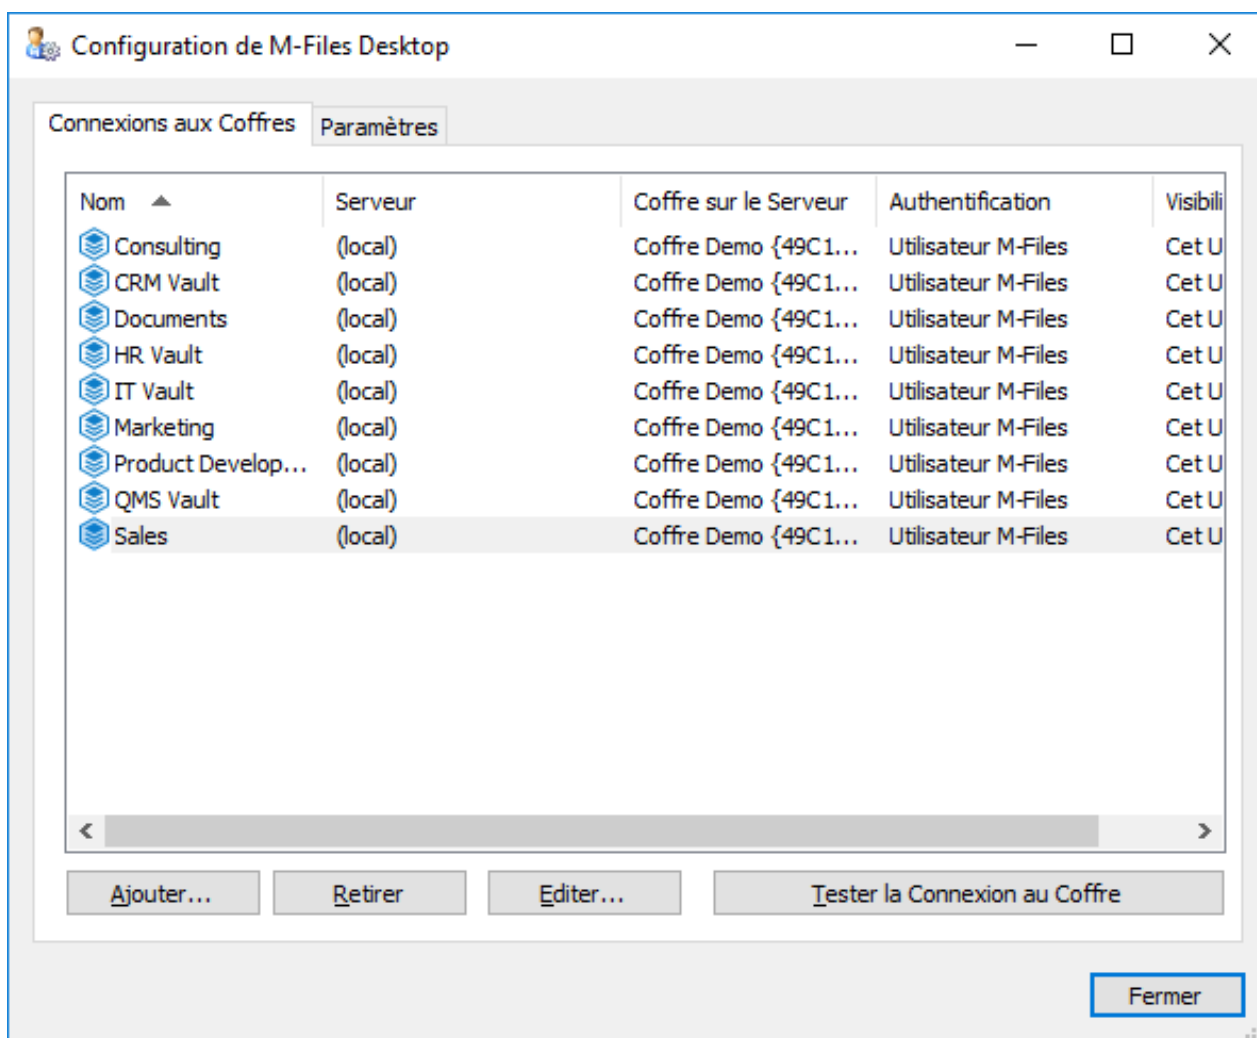 Configuration de M-Files Desktop
Connexions aux Coffres Paramètres
Nom Serveur Coffre sur le Serveur Authentification Visibili
Consulting (local) Coffre Demo {49C1... Utilisateur M-Files Cet U
CRM Vault (local) Coffre Demo {49C1... Utilisateur M-Files Cet U
Documents (local) Coffre Demo {49C1... Utilisateur M-Files Cet U
HR Vault (local) Coffre Demo {49C1... Utilisateur M-Files Cet U
IT Vault (local) Coffre Demo {49C1... Utilisateur M-Files Cet U
Marketing (local) Coffre Demo {49C1... Utilisateur M-Files Cet U
Product Develop... (local) Coffre Demo {49C1... Utilisateur M-Files Cet U
QMS Vault (local) Coffre Demo {49C1... Utilisateur M-Files Cet U
Sales (local) Coffre Demo {49C1... Utilisateur M-Files Cet U
Ajouter... Retirer Editer... Tester la Connexion au Coffre
Fermer